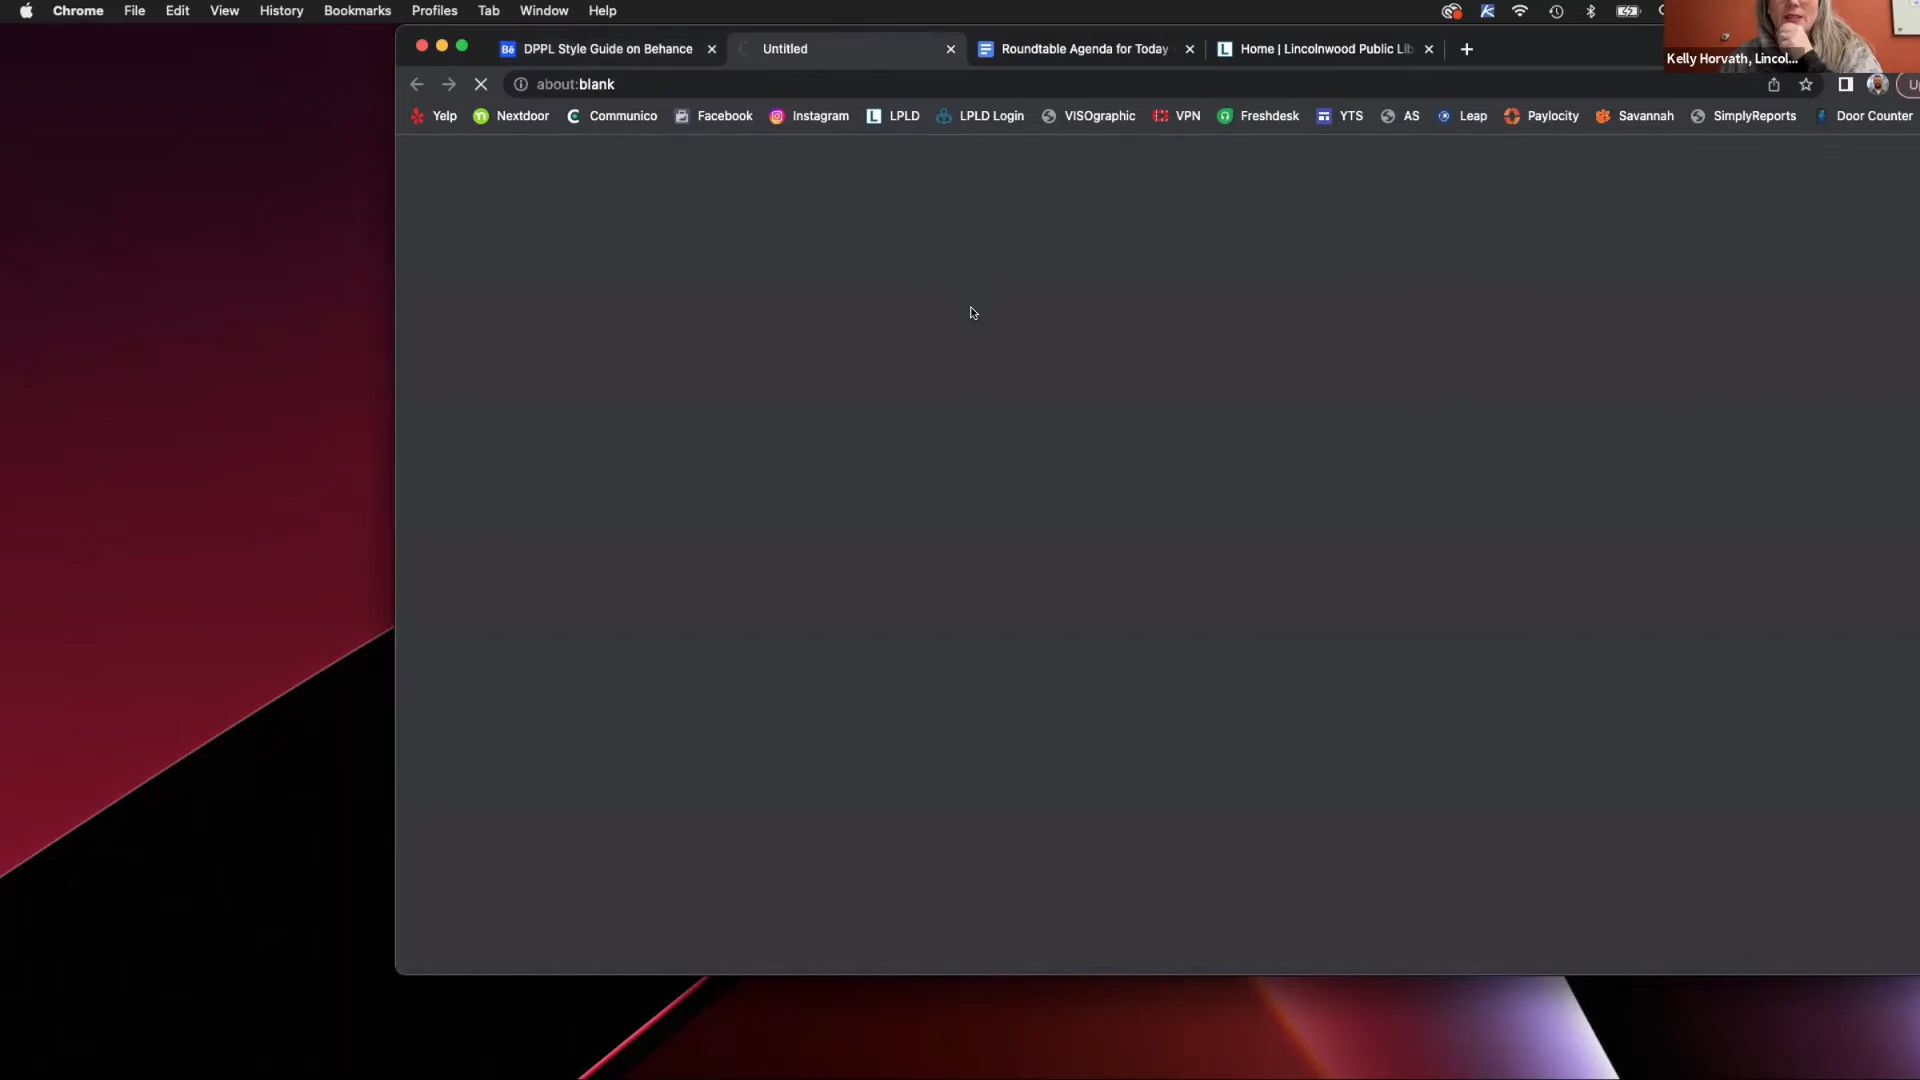 Chrome File Edit View History Bookmarks Profiles Tab Window Help
Kelly Horvath, Lincol...
Bē DPPL Style Guide on Behance Untitled Roundtable Agenda for Today L Home | Lincolnwood Public Lib
about:blank
Yelp Nextdoor Communico Facebook Instagram L LPLD LPLD Login VISOgraphic VPN Freshdesk YTS AS Leap Paylocity Savannah SimplyReports Door Counter